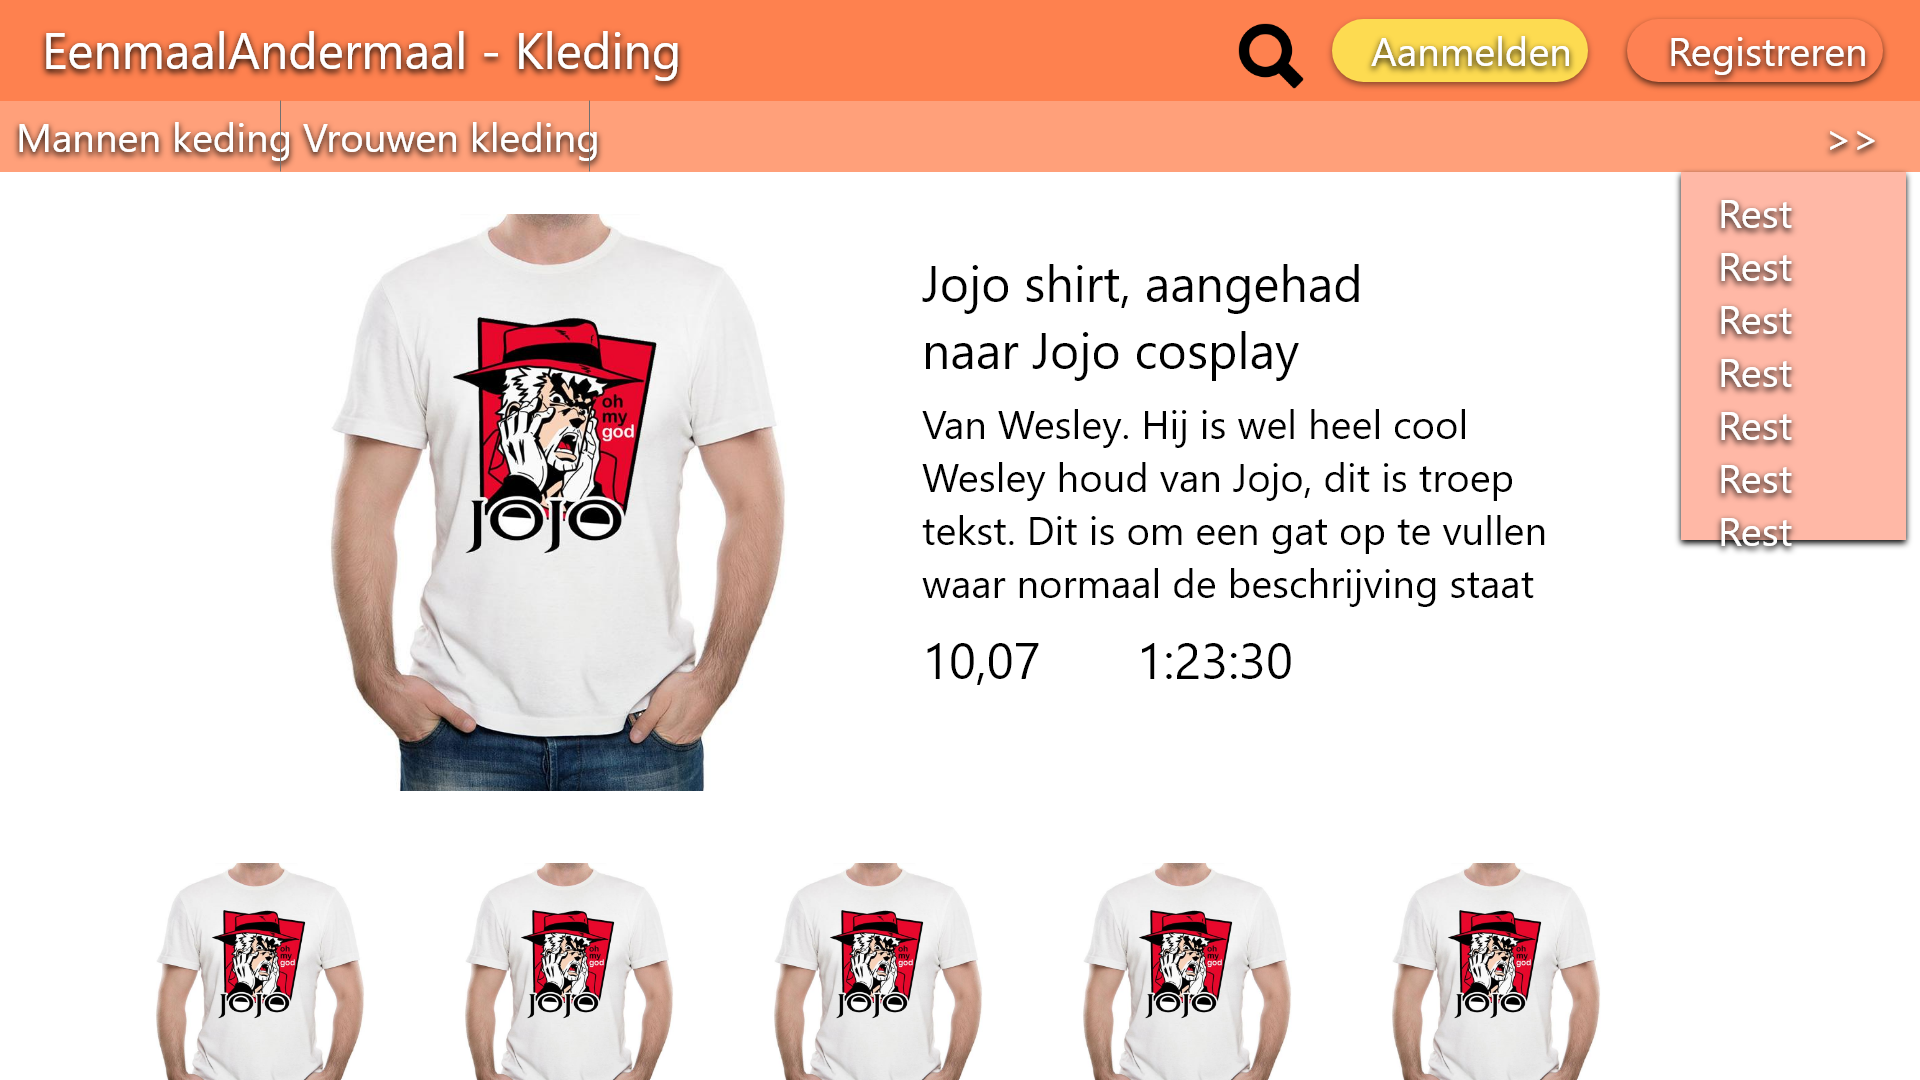 EenmaalAndermaal - Kleding
Aanmelden
Registreren
Mannen keding
Vrouwen kleding
>>
Rest
Rest
Rest
Rest
Rest
Rest
Rest
oh
my
god
JOJO
Jojo shirt, aangehad
naar Jojo cosplay
Van Wesley. Hij is wel heel cool
Wesley houd van Jojo, dit is troep
tekst. Dit is om een gat op te vullen
waar normaal de beschrijving staat
10,07
1:23:30
oh
my
god
JOJO
oh
my
god
JOJO
oh
my
god
JOJO
oh
my
god
JOJO
oh
my
god
JOJO